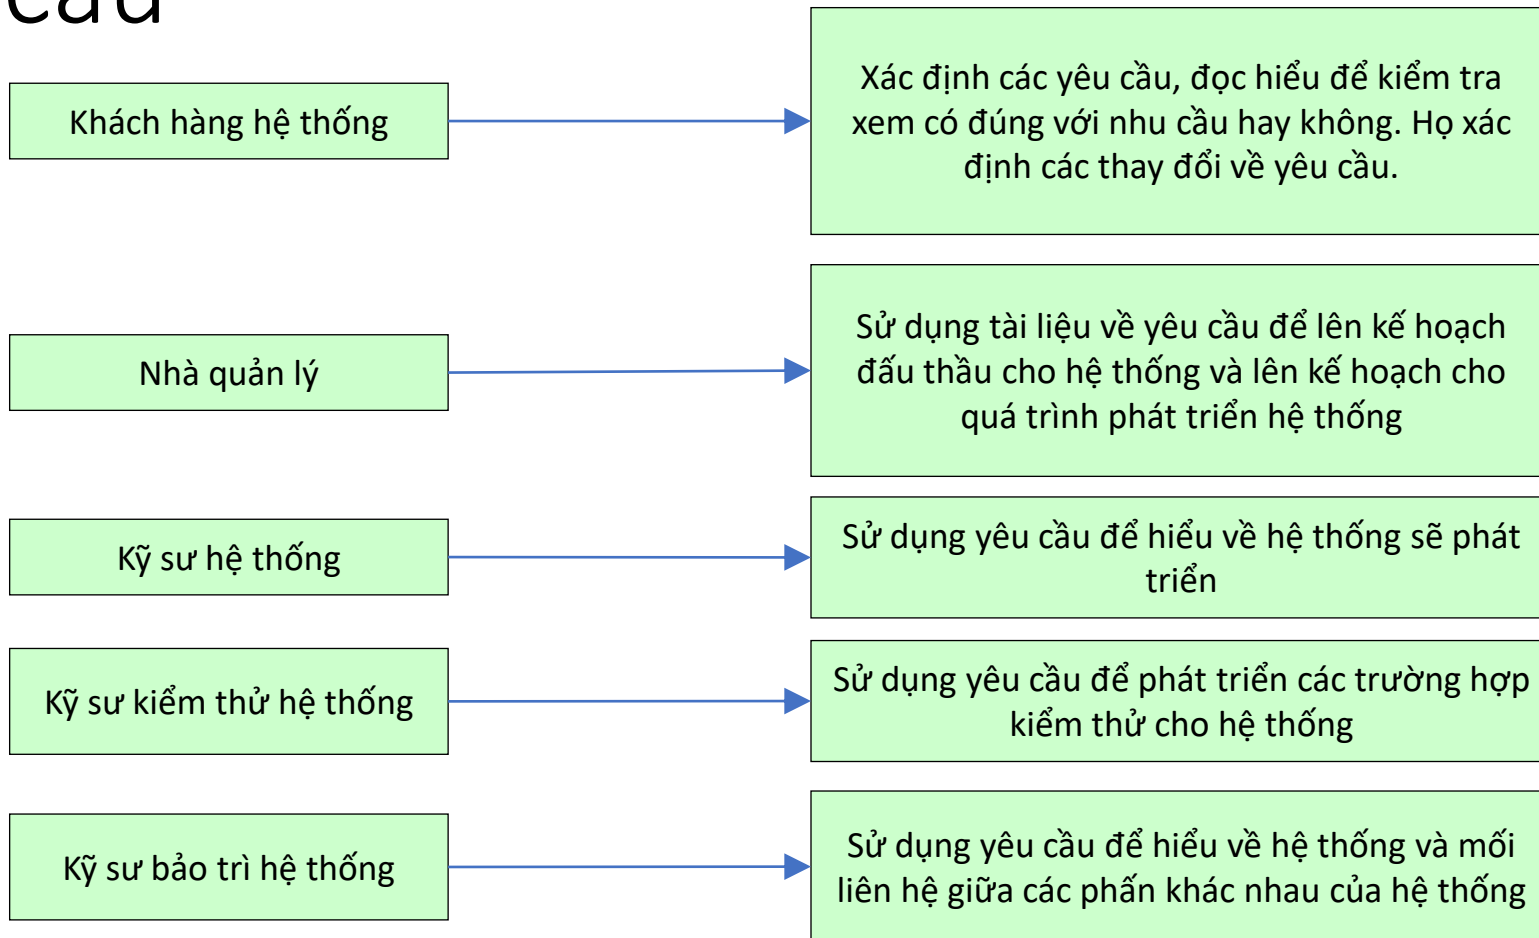 cầu
Khách hàng hệ thống
Xác định các yêu cầu, đọc hiểu để kiểm tra
xem có đúng với nhu cầu hay không. Họ xác
định các thay đổi về yêu cầu.
Nhà quản lý
Sử dụng tài liệu về yêu cầu để lên kế hoạch
đấu thầu cho hệ thống và lên kế hoạch cho
quá trình phát triển hệ thống
Kỹ sư hệ thống
Sử dụng yêu cầu để hiểu về hệ thống sẽ phát
triển
Kỹ sư kiểm thử hệ thống
Sử dụng yêu cầu để phát triển các trường hợp
kiểm thử cho hệ thống
Kỹ sư bảo trì hệ thống
Sử dụng yêu cầu để hiểu về hệ thống và mối
liên hệ giữa các phấn khác nhau của hệ thống